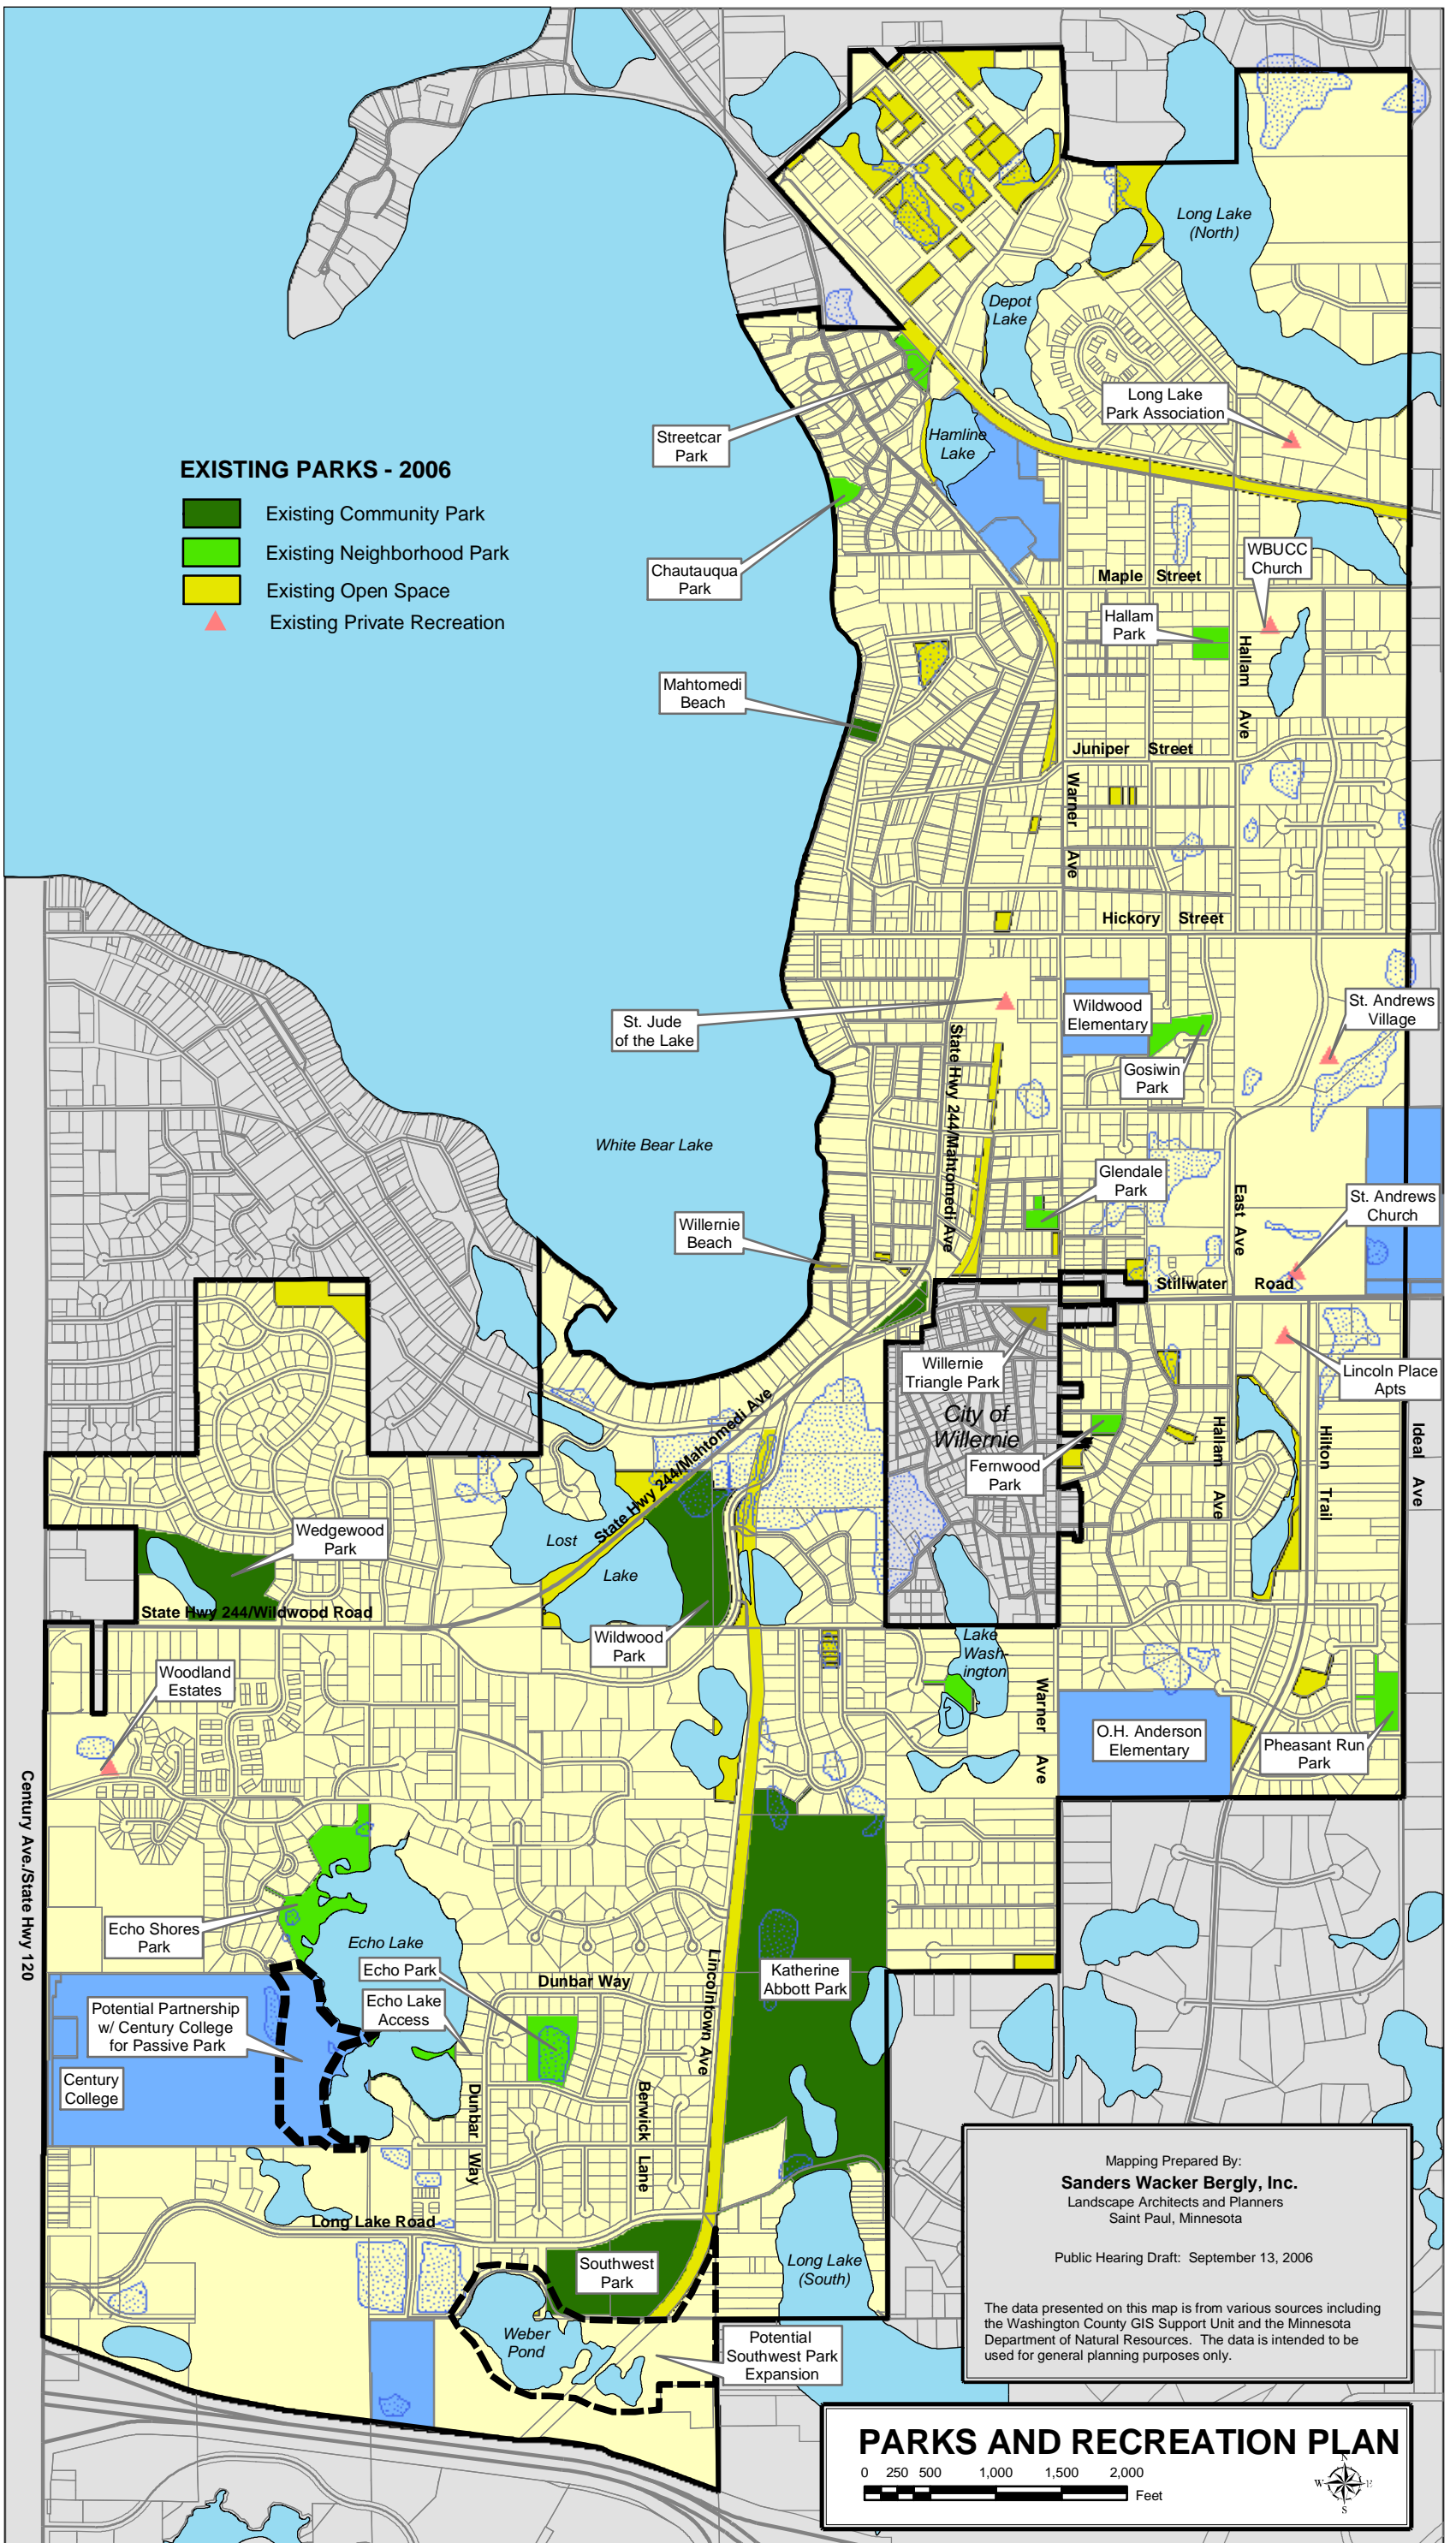 Long Lake
(North)
Depot
Lake
Long Lake
Park Association
Streetcar
Park
Hamline
Lake
EXISTING PARKS - 2006
Existing Community Park
Existing Neighborhood Park
Existing Open Space
Existing Private Recreation
Chautauqua
Park
WBUCC
Church
Maple Street
Hallam
Park
Hallam Ave
Mahtomedi
Beach
Juniper Street
Warner Ave
Hickory Street
St. Jude
of the Lake
Wildwood
Elementary
St. Andrews
Village
Gosiwin
Park
State Hwy 244/Mahtomedi Ave
White Bear Lake
Glendale
Park
St. Andrews
Church
East Ave
Willernie
Beach
Stillwater Road
Willernie
Triangle Park
Lincoln Place
Apts
City of
Willernie
Fernwood
Park
Hallam Ave
Hilton Trail
Ideal Ave
State Hwy 244/Mahtomedi Ave
Wedgewood
Park
Lost
Lake
State Hwy 244/Wildwood Road
Wildwood
Park
Lake
Wash-
ington
Woodland
Estates
Warner Ave
O.H. Anderson
Elementary
Pheasant Run
Park
Century Ave./State Hwy 120
Echo Shores
Park
Echo Lake
Echo Park
Dunbar Way
Lincolntown Ave
Katherine
Abbott Park
Echo Lake
Access
Potential Partnership
w/ Century College
for Passive Park
Century
College
Dunbar Way
Berwick Lane
Long Lake Road
Southwest
Park
Long Lake
(South)
Weber
Pond
Potential
Southwest Park
Expansion
Mapping Prepared By:
Sanders Wacker Bergly, Inc.
Landscape Architects and Planners
Saint Paul, Minnesota
Public Hearing Draft: September 13, 2006
The data presented on this map is from various sources including
the Washington County GIS Support Unit and the Minnesota
Department of Natural Resources. The data is intended to be
used for general planning purposes only.
PARKS AND RECREATION PLAN
0 250 500 1,000 1,500 2,000
Feet
N
W E
S